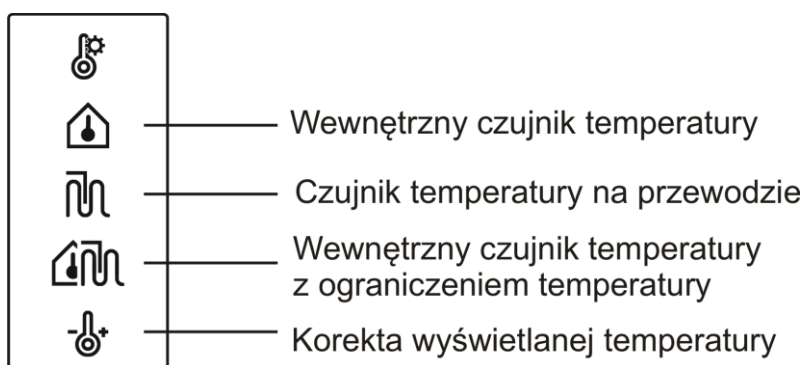 Wewnętrzny czujnik temperatury
Czujnik temperatury na przewodzie
Wewnętrzny czujnik temperatury
z ograniczeniem temperatury
Korekta wyświetlanej temperatury